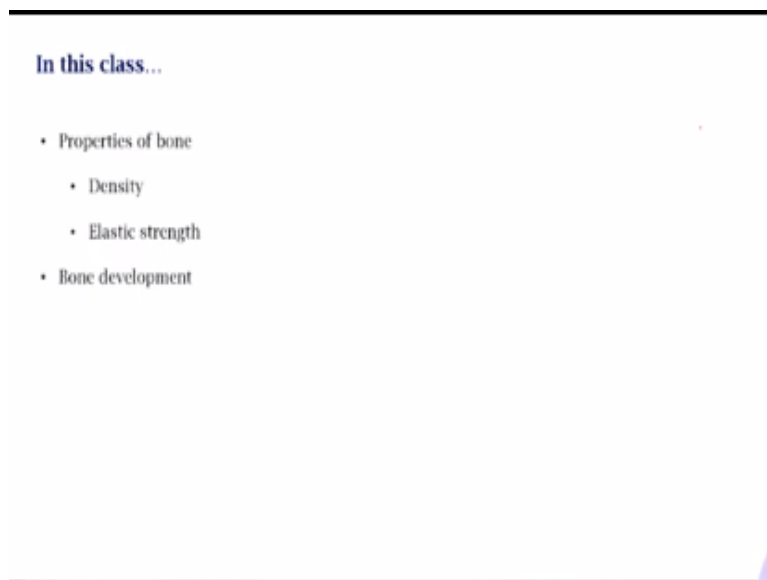 In this class...
• Properties of bone
• Density
• Elastic strength
• Bone development